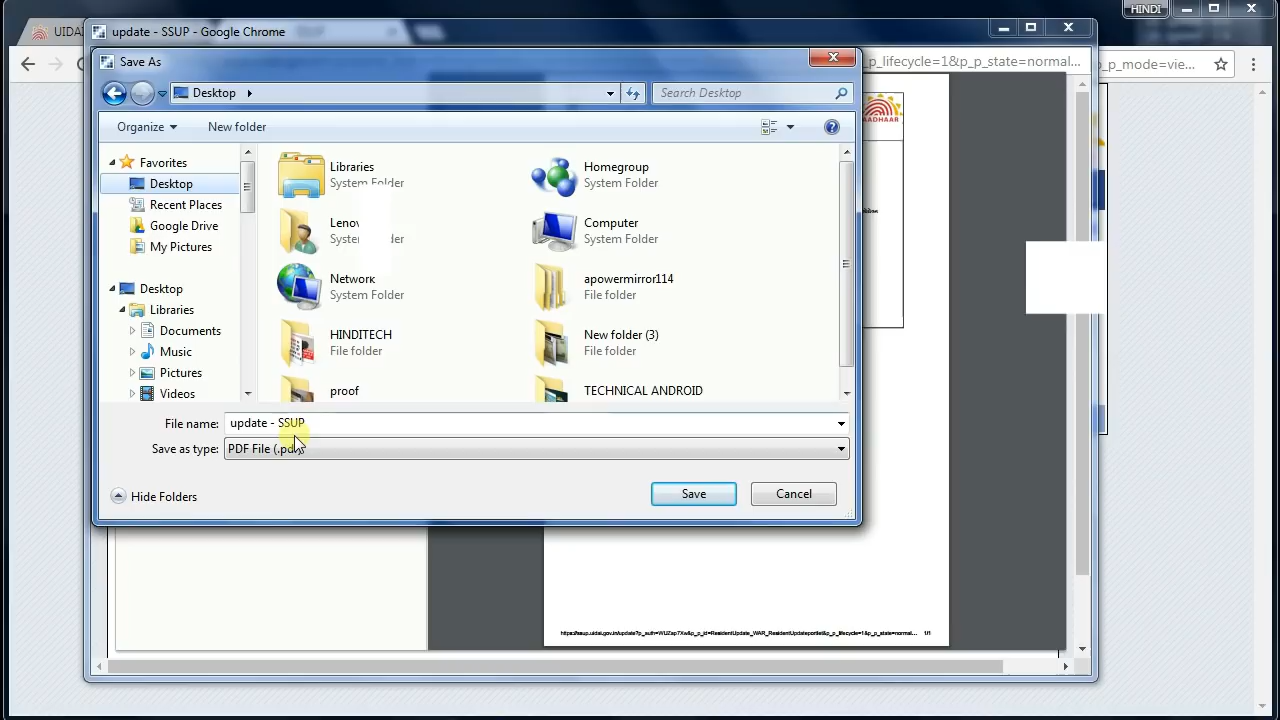 HINDI
UIDAI
update - SSUP - Google Chrome
Save As
_p_lifecycle=1&p_p_state=normal...
p_p_mode=vie...
Desktop
Search Desktop
AADHAAR
Organize
New folder
Favorites
Desktop
Recent Places
Google Drive
My Pictures
Desktop
Libraries
Documents
Music
Pictures
Videos
Libraries
System Folder
Homegroup
System Folder
Computer
System Folder
Network
System Folder
apowermirror114
File folder
HINDITECH
File folder
New folder (3)
File folder
proof
TECHNICAL ANDROID
File name:
update - SSUP
Save as type:
PDF File (.pdf)
Hide Folders
Save
Cancel
1/1